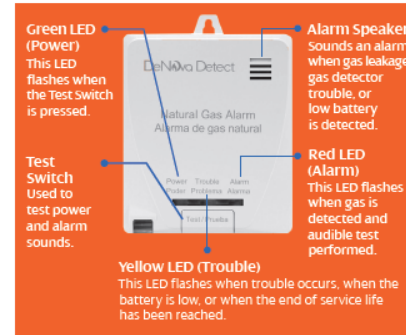 Green LED
(Power)
This LED
flashes when
the Test Switch
is pressed.
Alarm Speaker
Sounds an alarm
when gas leakage,
gas detector
trouble, or
low battery
is detected.
DeNova Detect
Natural Gas Alarm
Alarma de gas natural
Test
Switch
Used to
test power
and alarm
sounds.
Red LED
(Alarm)
This LED flashes
when gas is
detected and
audible test
performed.
Power Trouble Alarm
Poder Problema Alarma
Test/Prueba
Yellow LED (Trouble)
This LED flashes when trouble occurs, when the
battery is low, or when the end of service life
has been reached.